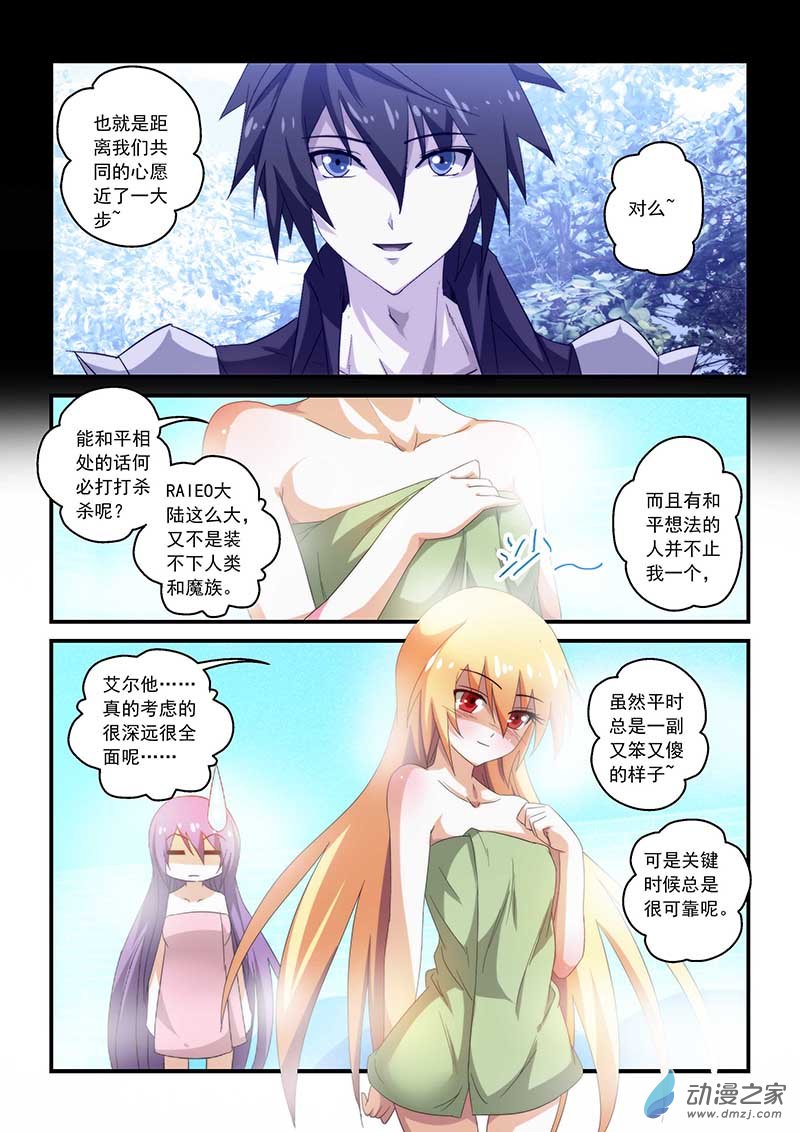 也就是距
离我们共
同的心愿
近了一大
步~
对么~
能和平相
处的话何
必打打杀
杀呢？
RAIEO大
陆这么大，
又不是装
不下人类
和魔族。
而且有和
平想法的
人并不止
我一个，
艾尔他……
真的考虑的
很深远很全
面呢……
虽然平时
总是一副
又笨又傻
的样子~
可是关键
时候总是
很可靠呢。
动漫之家
www.dmzj.com